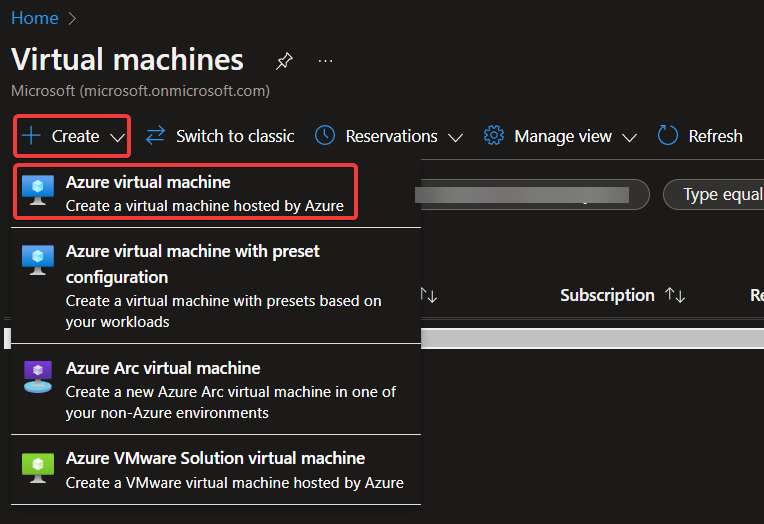 Home
Virtual machines
Microsoft (microsoft.onmicrosoft.com)
Create Switch to classic Reservations Manage view Refresh
Azure virtual machine
Create a virtual machine hosted by Azure
Type equal
Azure virtual machine with preset
configuration
Create a virtual machine with presets based on
your workloads
Subscription Re
Azure Arc virtual machine
Create a new Azure Arc virtual machine in one of
your non-Azure environments
Azure VMware Solution virtual machine
Create a VMware virtual machine hosted by Azure